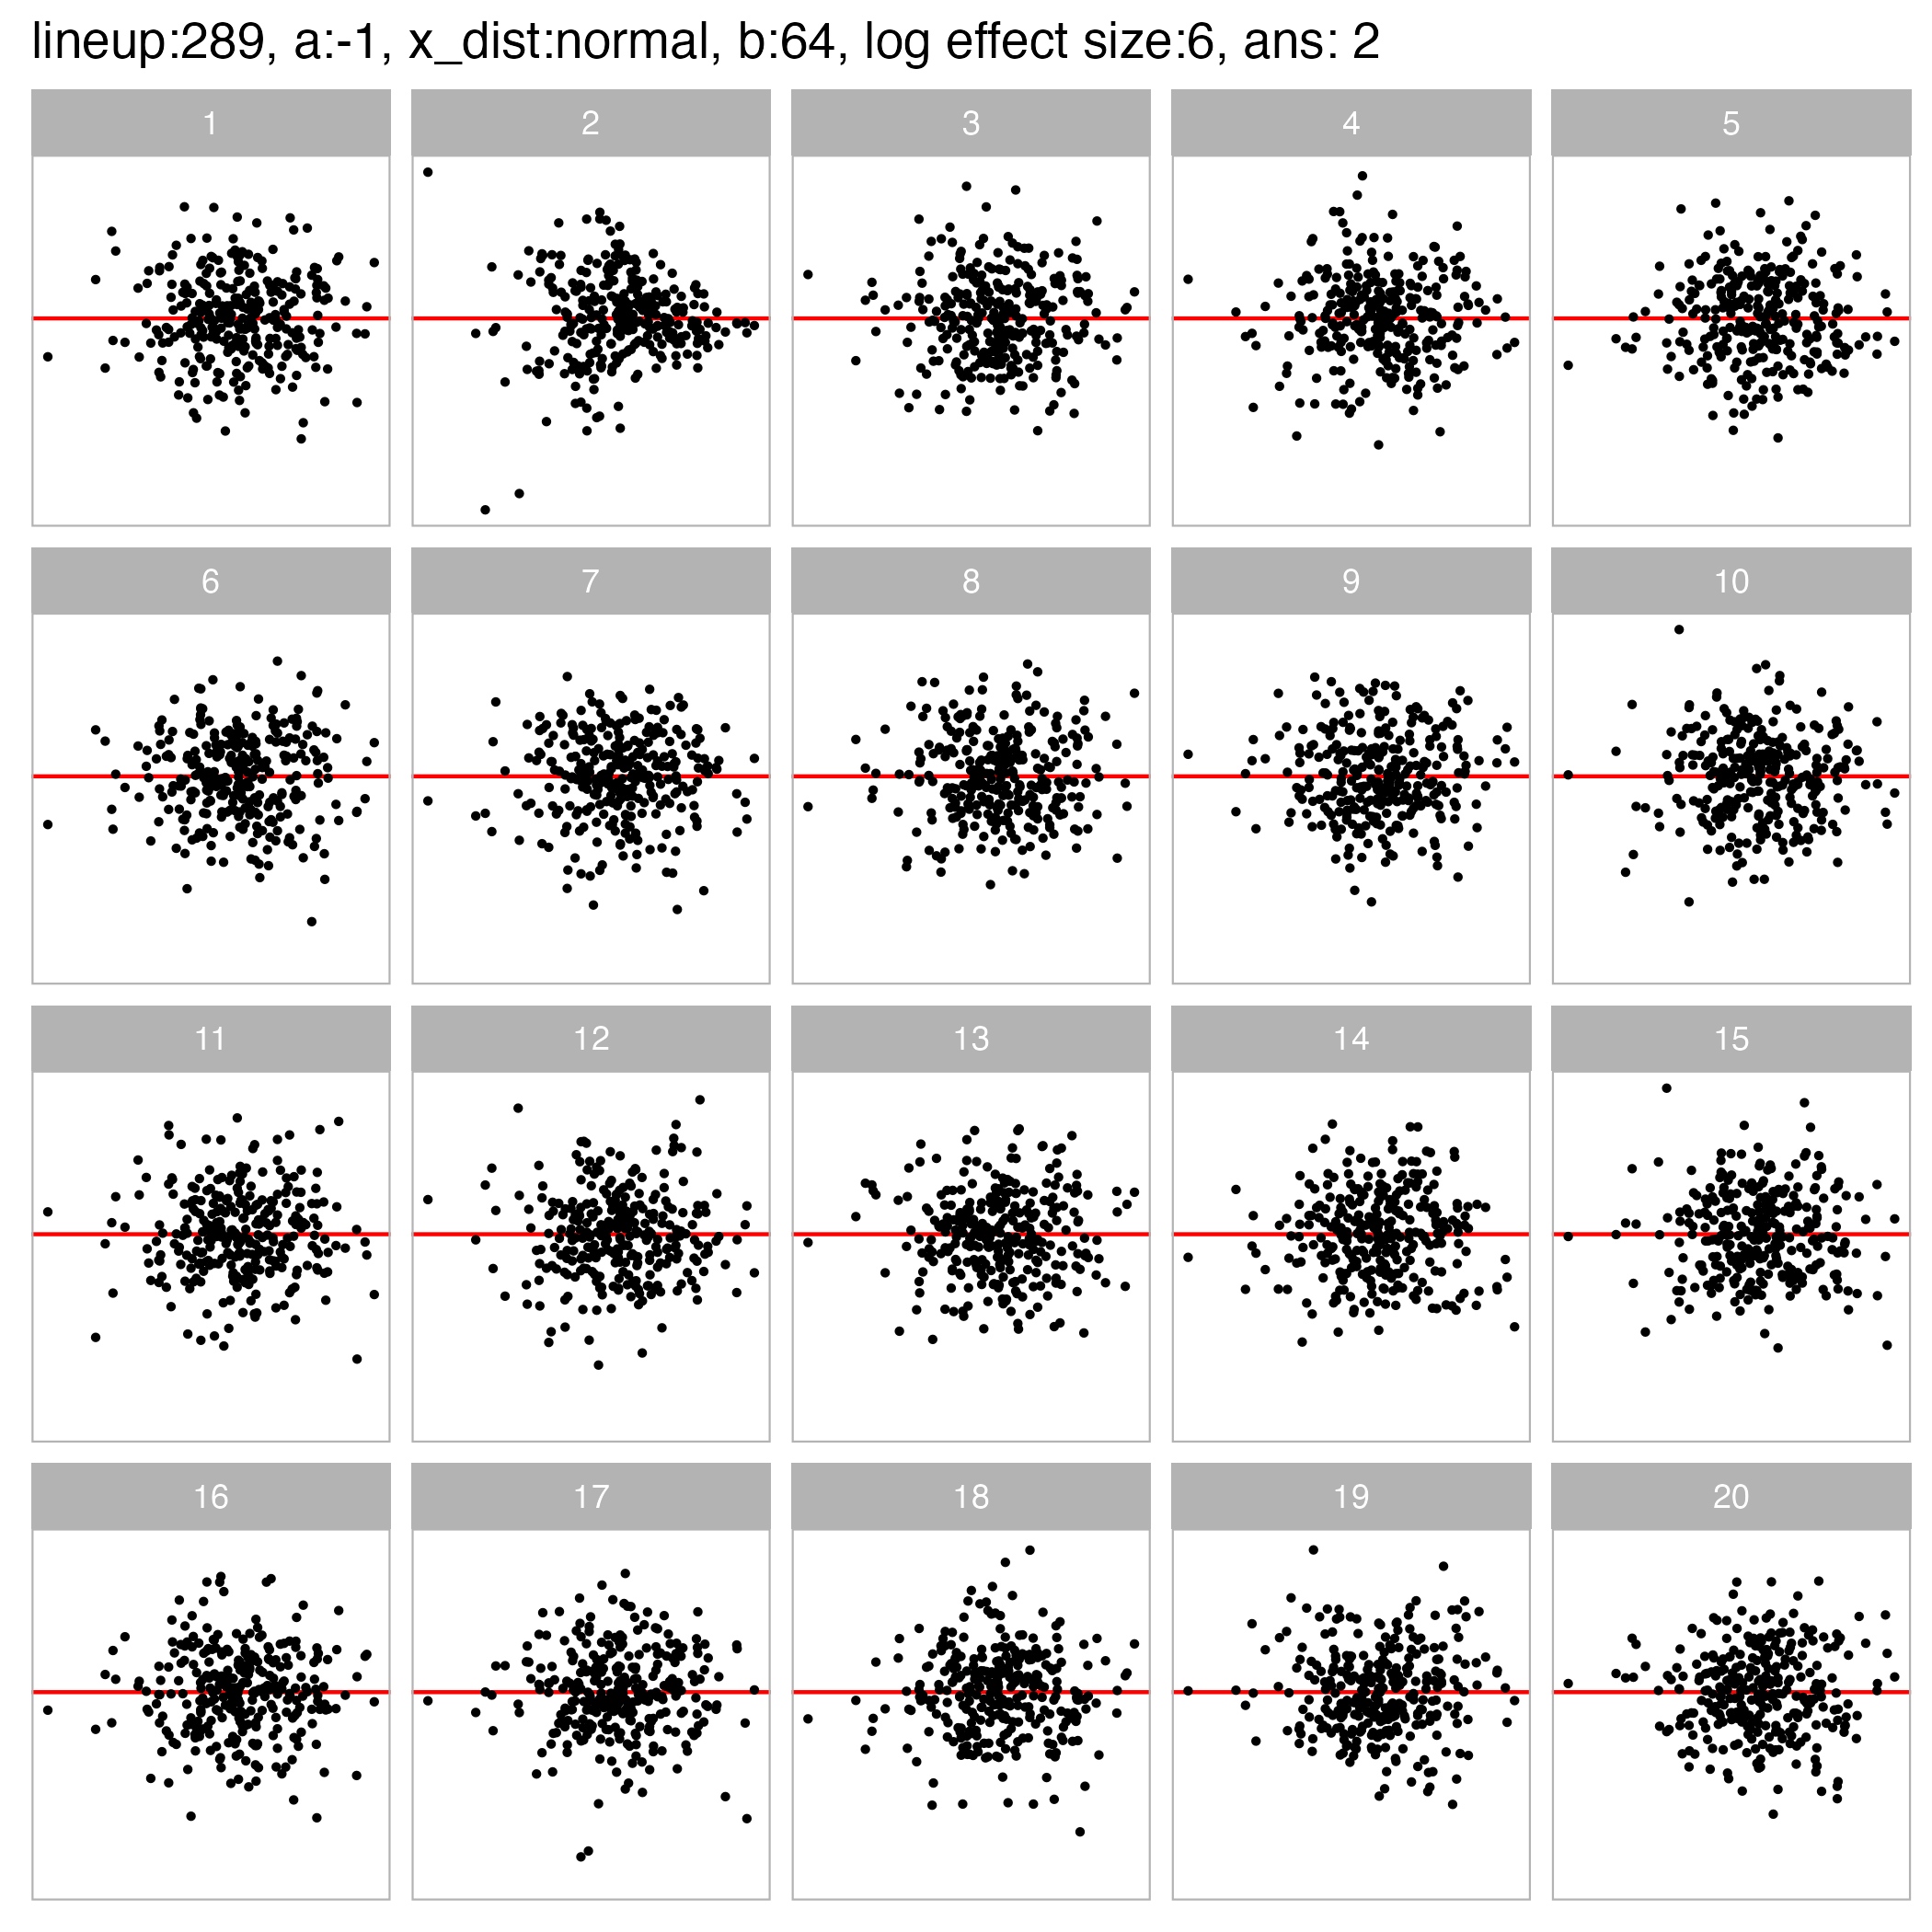 lineup:289, a:-1, x_dist:normal, b:64, log effect size:6, ans: 2
1 2 3 4 5
6 7 8 9 10
11 12 13 14 15
16 17 18 19 20